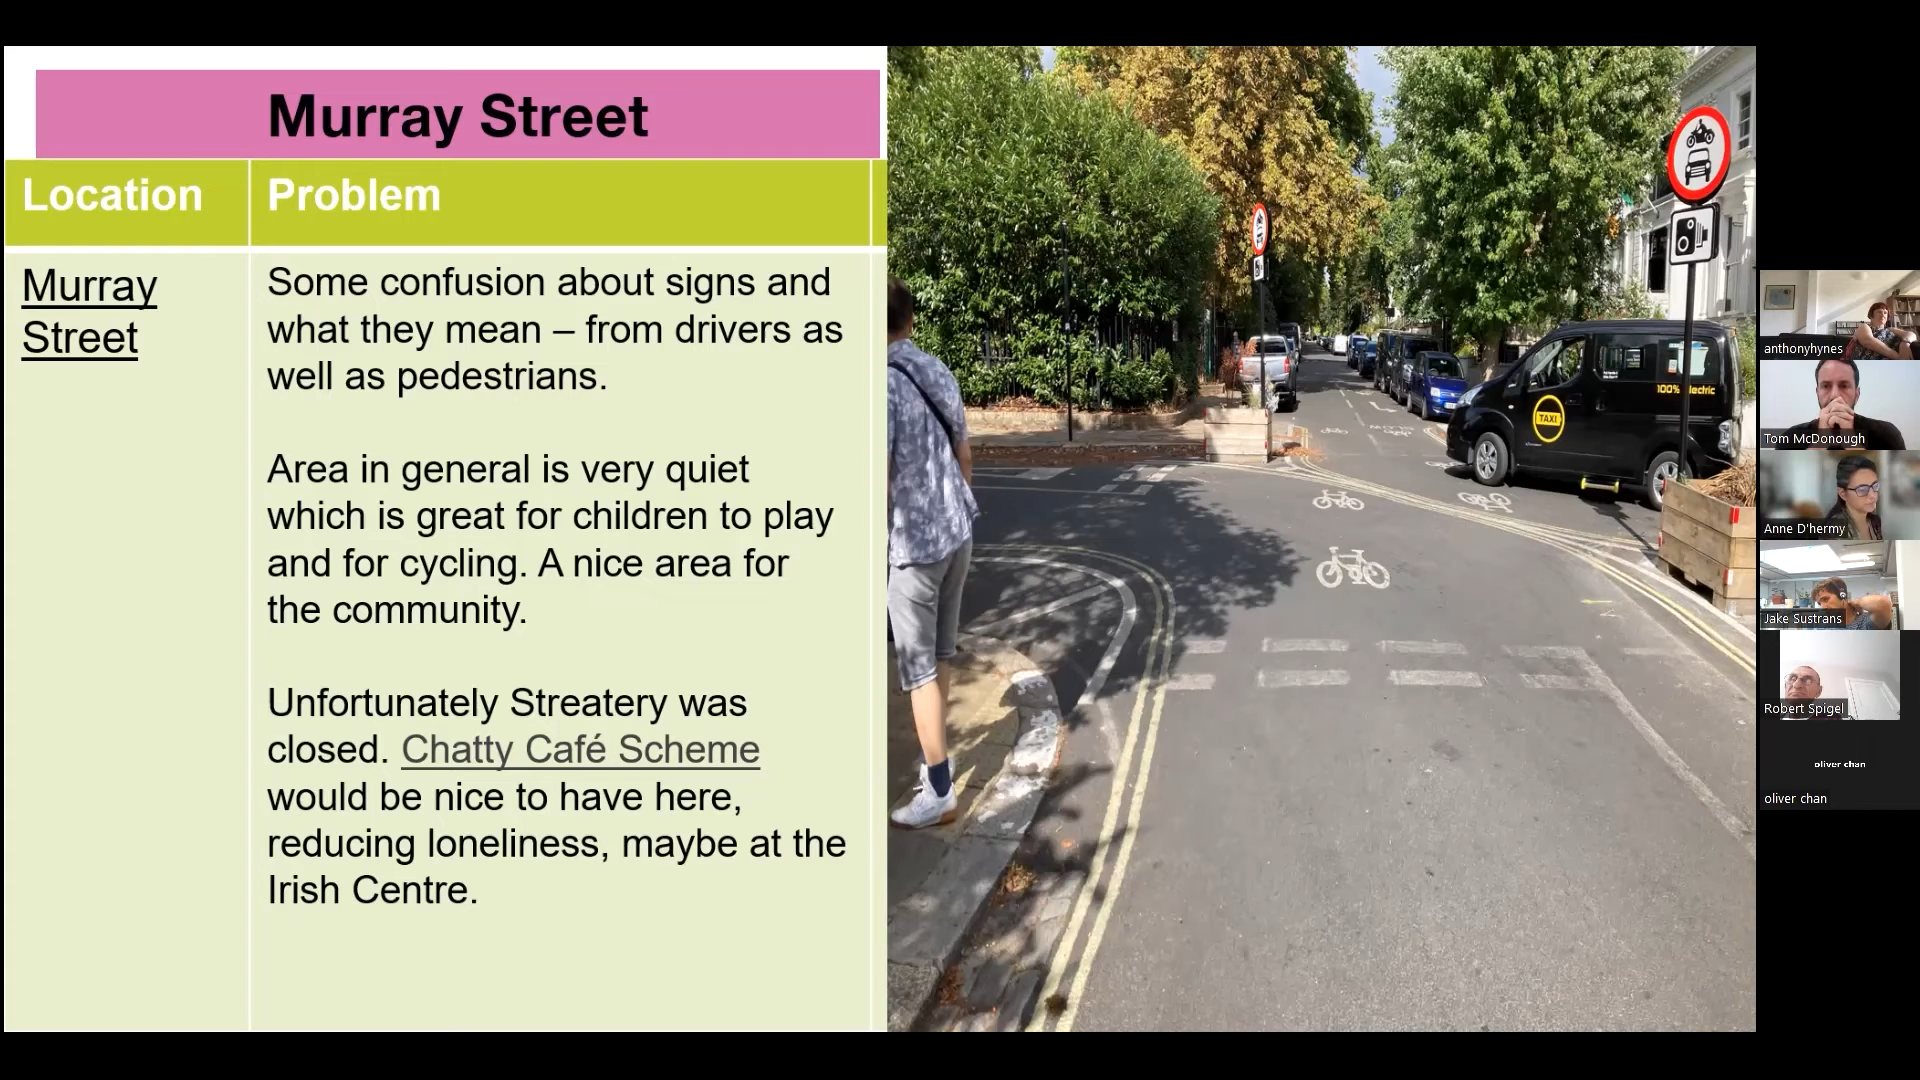 Murray Street
Location
Problem
Murray
Street
Some confusion about signs and
what they mean – from drivers as
well as pedestrians.
Area in general is very quiet
which is great for children to play
and for cycling. A nice area for
the community.
Unfortunately Streatery was
closed. Chatty Café Scheme
would be nice to have here,
reducing loneliness, maybe at the
Irish Centre.
TAXI
100%
anthonyhynes
Tom McDonough
Anne D'hermy
Jake Sustrans
Robert Spigel
oliver chan
oliver chan